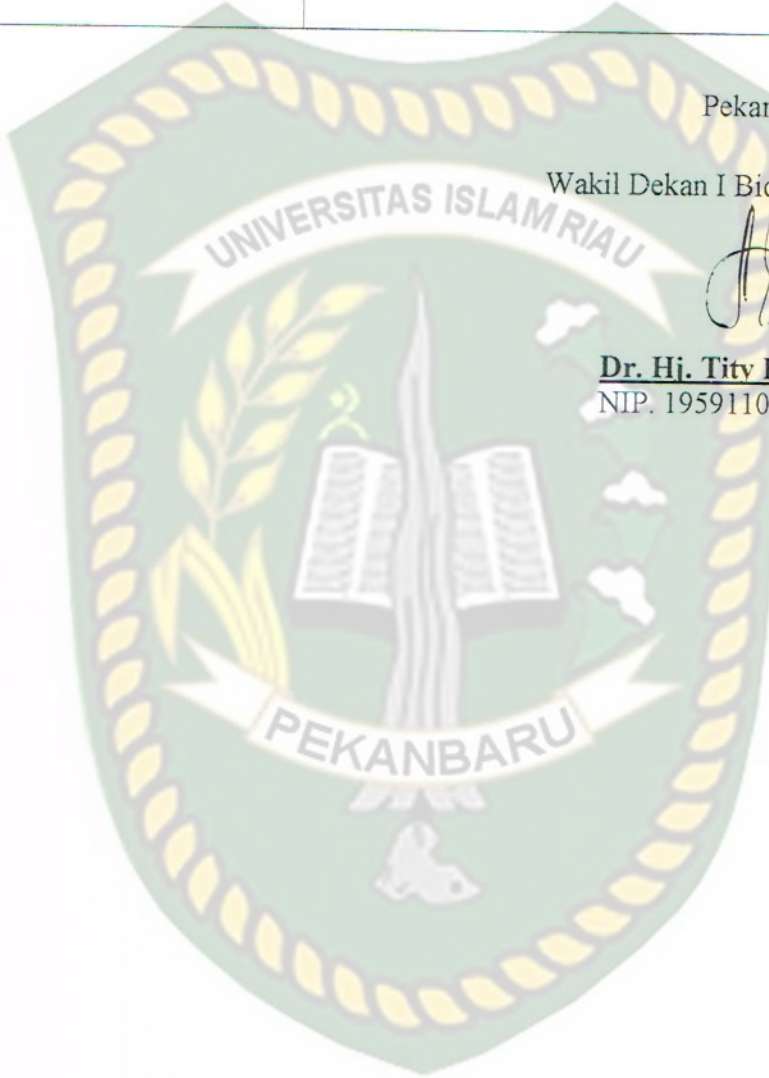 Pekan
Wakil Dekan I Bid
UNIVERSITAS ISLAM RIAU
Dr. Hj. Tity
NIP. 1959110
PEKANBARU